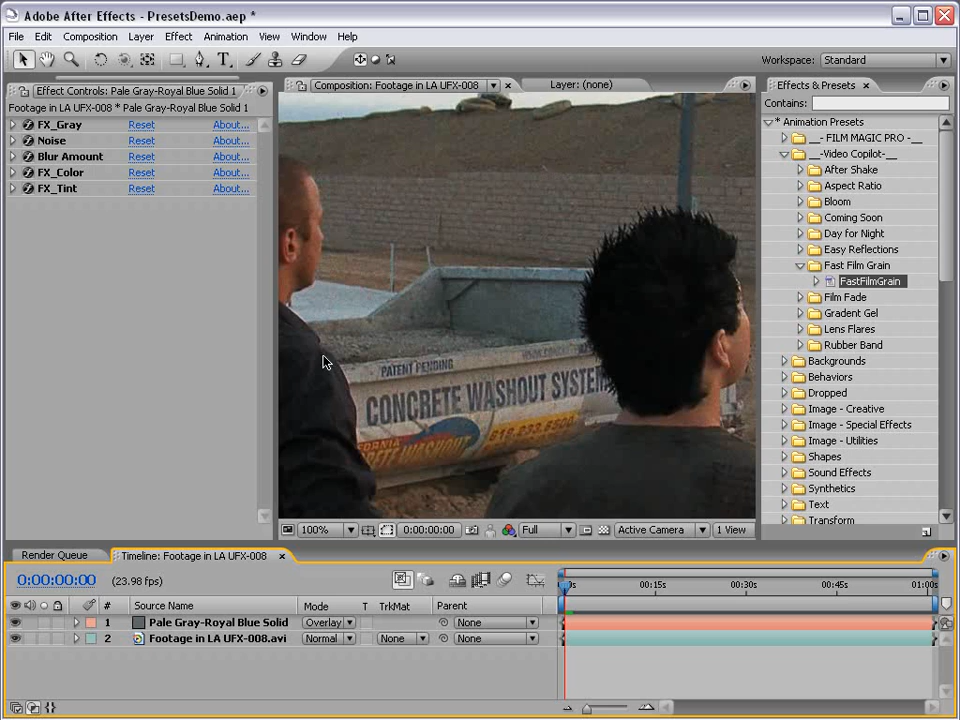 Adobe After Effects - PresetsDemo.aep *
File Edit Composition Layer Effect Animation View Window Help
Workspace: Standard
Effect Controls: Pale Gray-Royal Blue Solid 1
Composition: Footage in LA UFX-008
Layer: (none)
Effects & Presets
Footage in LA UFX-008 * Pale Gray-Royal Blue Solid 1
Contains:
FX_Gray Reset About...
Noise Reset About...
Blur Amount Reset About...
FX_Color Reset About...
FX_Tint Reset About...
* Animation Presets
__- FILM MAGIC PRO -__
__-Video Copilot-__
After Shake
Aspect Ratio
Bloom
Coming Soon
Day for Night
Easy Reflections
Fast Film Grain
FastFilmGrain
Film Fade
Gradent Gel
Lens Flares
Rubber Band
Backgrounds
Behaviors
Dropped
Image - Creative
Image - Special Effects
Image - Utilities
Shapes
Sound Effects
Synthetics
Text
Transform
PATENT PENDING
CONCRETE WASHOUT SYSTEM
WASHOUT
100% 0:00:00:00 Full Active Camera 1 View
Render Queue
Timeline: Footage in LA UFX-008
0:00:00:00 (23.98 fps)
00:15s 00:30s 00:45s 01:00s
# Source Name Mode T TrkMat Parent
1 Pale Gray-Royal Blue Solid Overlay None
2 Footage in LA UFX-008.avi Normal None None